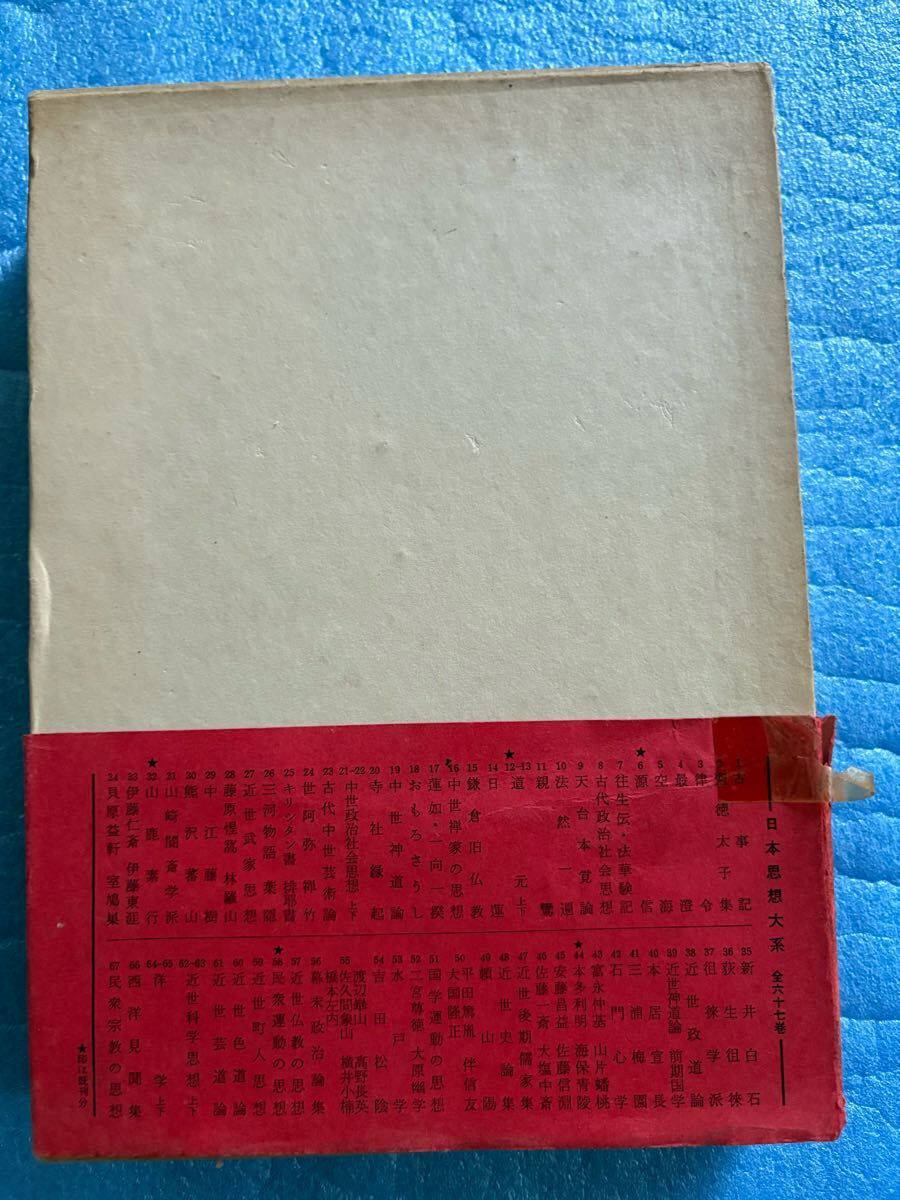 日本思想大系 全六十七巻
1 古事記
太子集
3 律令
4 最澄
5 空海
★
6 源信
7 往生伝・法華験記
8 古代政治社会思想
9 天台本覚論
10 法然一遍
11 親鸞
★
12-13 道元 上下
14 日蓮
15 鎌倉旧仏教
16 中世禅家の思想
17 蓮如・一向一揆
18 おもろさうし
19 中世神道論
20 寺社縁起
21-22 中世政治社会思想 上下
23 古代中世芸術論
24 世阿弥 禅竹
25 キリシタン書 排耶書
26 三河物語 葉隠
27 近世武家思想
28 藤原惺窩 林羅山
29 中江藤樹
30 熊沢蕃山
31 山崎闇斎学派
★
32 山鹿素行
33 伊藤仁斎 伊藤東涯
34 貝原益軒 室鳩巣
35 新井白石
36 荻生徂徠
37 徂徠学派
38 近世政道論
39 近世神道論 前期国学
40 本居宣長
41 三浦梅園
42 石門心学
43 富永仲基 山片蟠桃
★
44 本多利明 海保青陵
45 安藤昌益 佐藤信淵
46 佐藤一斎 大塩中斎
47 近世後期儒家集
48 近世史論集
49 頼山陽
50 平田篤胤 伴信友 大国隆正
51 国学運動の思想
52 二宮尊徳 大原幽学
53 水戸学
54 吉田松陰
55 渡辺崋山 高野長英 佐久間象山 横井小楠 橋本左内
56 幕末政治論集
57 近世仏教の思想
★
58 民衆運動の思想
59 近世町人思想
60 近世色道論
61 近世芸道論
62-63 近世科学思想 上下
64-65 洋学 上下
66 西洋見聞集
67 民衆宗教の思想
★印は既刊分